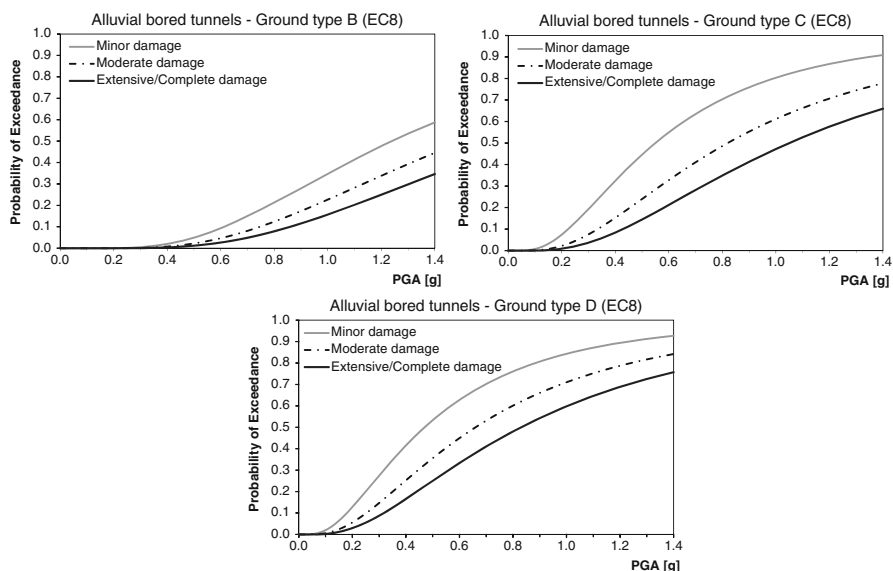 Alluvial bored tunnels - Ground type B (EC8)
Probability of Exceedance
1.0
0.9
0.8
0.7
0.6
0.5
0.4
0.3
0.2
0.1
0.0
Minor damage
Moderate damage
Extensive/Complete damage
0.0 0.2 0.4 0.6 0.8 1.0 1.2 1.4
PGA [g]
Alluvial bored tunnels - Ground type C (EC8)
Probability of Exceedance
1.0
0.9
0.8
0.7
0.6
0.5
0.4
0.3
0.2
0.1
0.0
Minor damage
Moderate damage
Extensive/Complete damage
0.0 0.2 0.4 0.6 0.8 1.0 1.2 1.4
PGA [g]
Alluvial bored tunnels - Ground type D (EC8)
Probability of Exceedance
1.0
0.9
0.8
0.7
0.6
0.5
0.4
0.3
0.2
0.1
0.0
Minor damage
Moderate damage
Extensive/Complete damage
0.0 0.2 0.4 0.6 0.8 1.0 1.2 1.4
PGA [g]